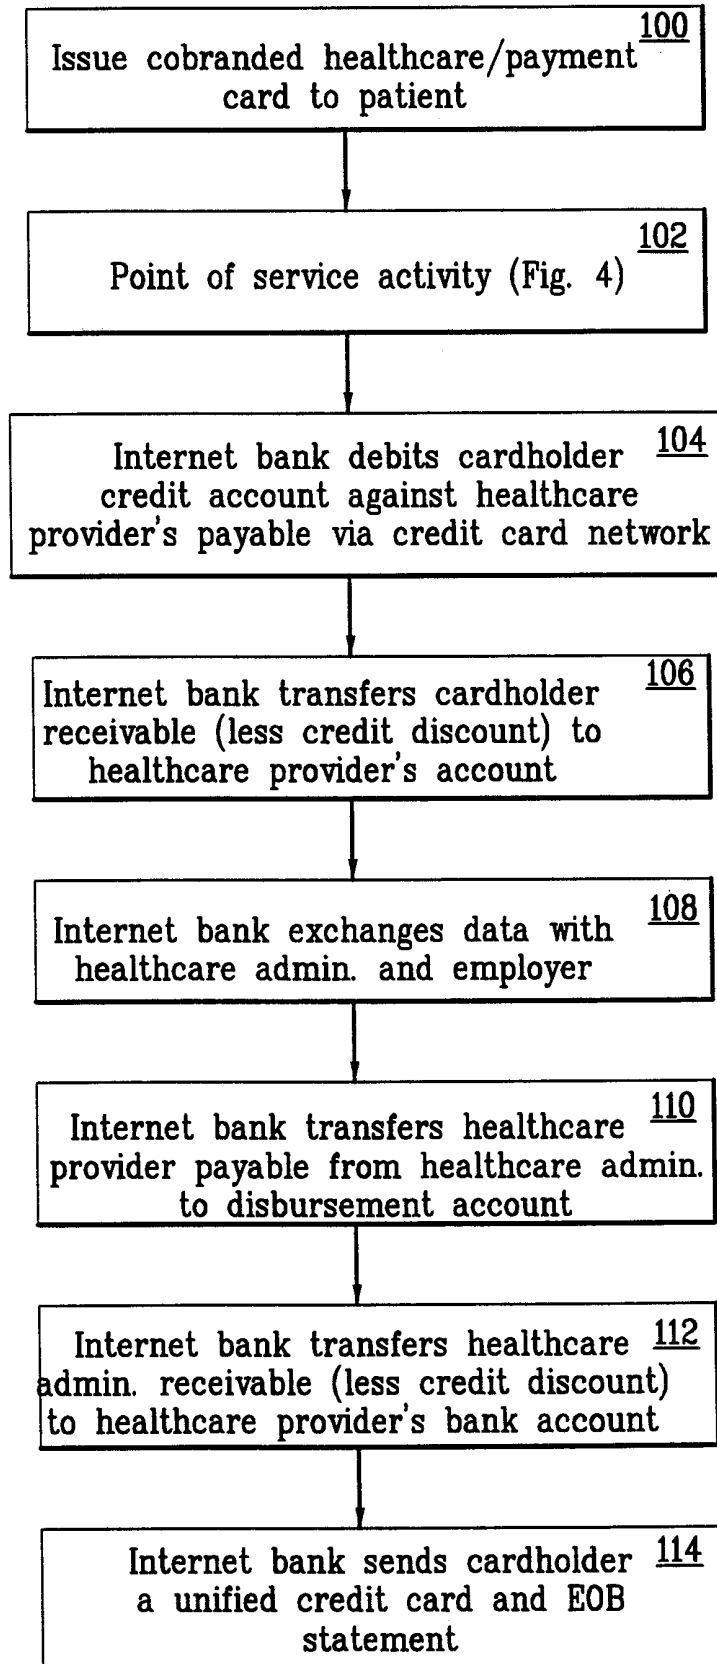 100
Issue cobranded healthcare/payment
card to patient
102
Point of service activity (Fig. 4)
104
Internet bank debits cardholder
credit account against healthcare
provider's payable via credit card network
106
Internet bank transfers cardholder
receivable (less credit discount) to
healthcare provider's account
108
Internet bank exchanges data with
healthcare admin. and employer
110
Internet bank transfers healthcare
provider payable from healthcare admin.
to disbursement account
112
Internet bank transfers healthcare
admin. receivable (less credit discount)
to healthcare provider's bank account
114
Internet bank sends cardholder
a unified credit card and EOB
statement